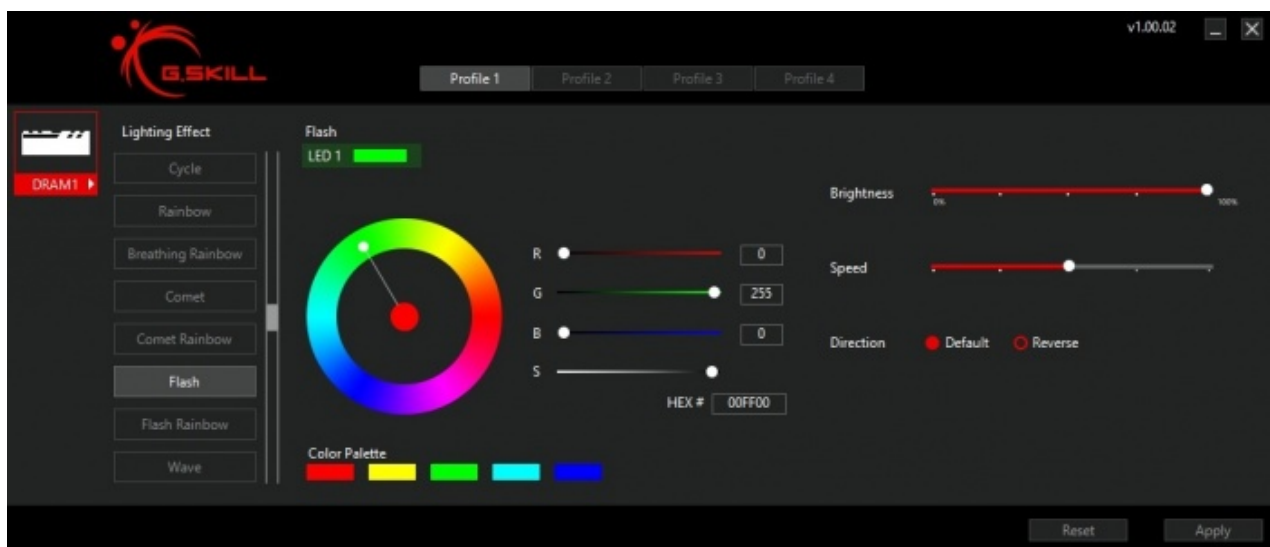 v1.00.02
G.SKILL
Profile 1 Profile 2 Profile 3 Profile 4
DRAM1
Lighting Effect
Cycle
Rainbow
Breathing Rainbow
Comet
Comet Rainbow
Flash
Flash Rainbow
Wave
Flash
LED 1
R 0
G 255
B 0
S
HEX # 00FF00
Color Palette
Brightness
0% 100%
Speed
Direction Default Reverse
Reset Apply